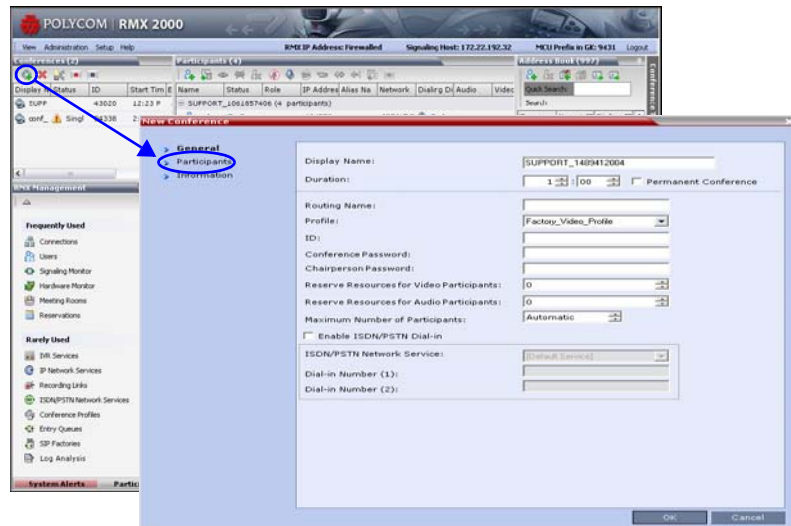 POLYCOM | RMX 2000
View Administration Setup Help RMX IP Address: Firewalled Signaling Host: 172.22.192.32 MCU Prefix in GK: 9431 Logout
Conferences (2) Participants (4) Address Book (997)
Display N Status ID Start Tim E Name Status Role IP Addres Alias Na Network Dialing Di Audio Video Quick Search:
SUPP 43020 12:23 P SUPPORT_1061857406 (4 participants) Search
conf_ Singl 2:
New Conference
General
Participants
Information
Display Name: SUPPORT_1489412004
Duration: 1 : 00 Permanent Conference
Routing Name:
Profile: Factory_Video_Profile
ID:
Conference Password:
Chairperson Password:
Reserve Resources for Video Participants: 0
Reserve Resources for Audio Participants: 0
Maximum Number of Participants: Automatic
Enable ISDN/PSTN Dial-in
ISDN/PSTN Network Service: [Default Service]
Dial-in Number (1):
Dial-in Number (2):
OK Cancel
RMX Management
Frequently Used
Connections
Users
Signaling Monitor
Hardware Monitor
Meeting Rooms
Reservations
Rarely Used
IVR Services
IP Network Services
Recording Links
ISDN/PSTN Network Services
Conference Profiles
Entry Queues
SIP Factories
Log Analysis
System Alerts Partic